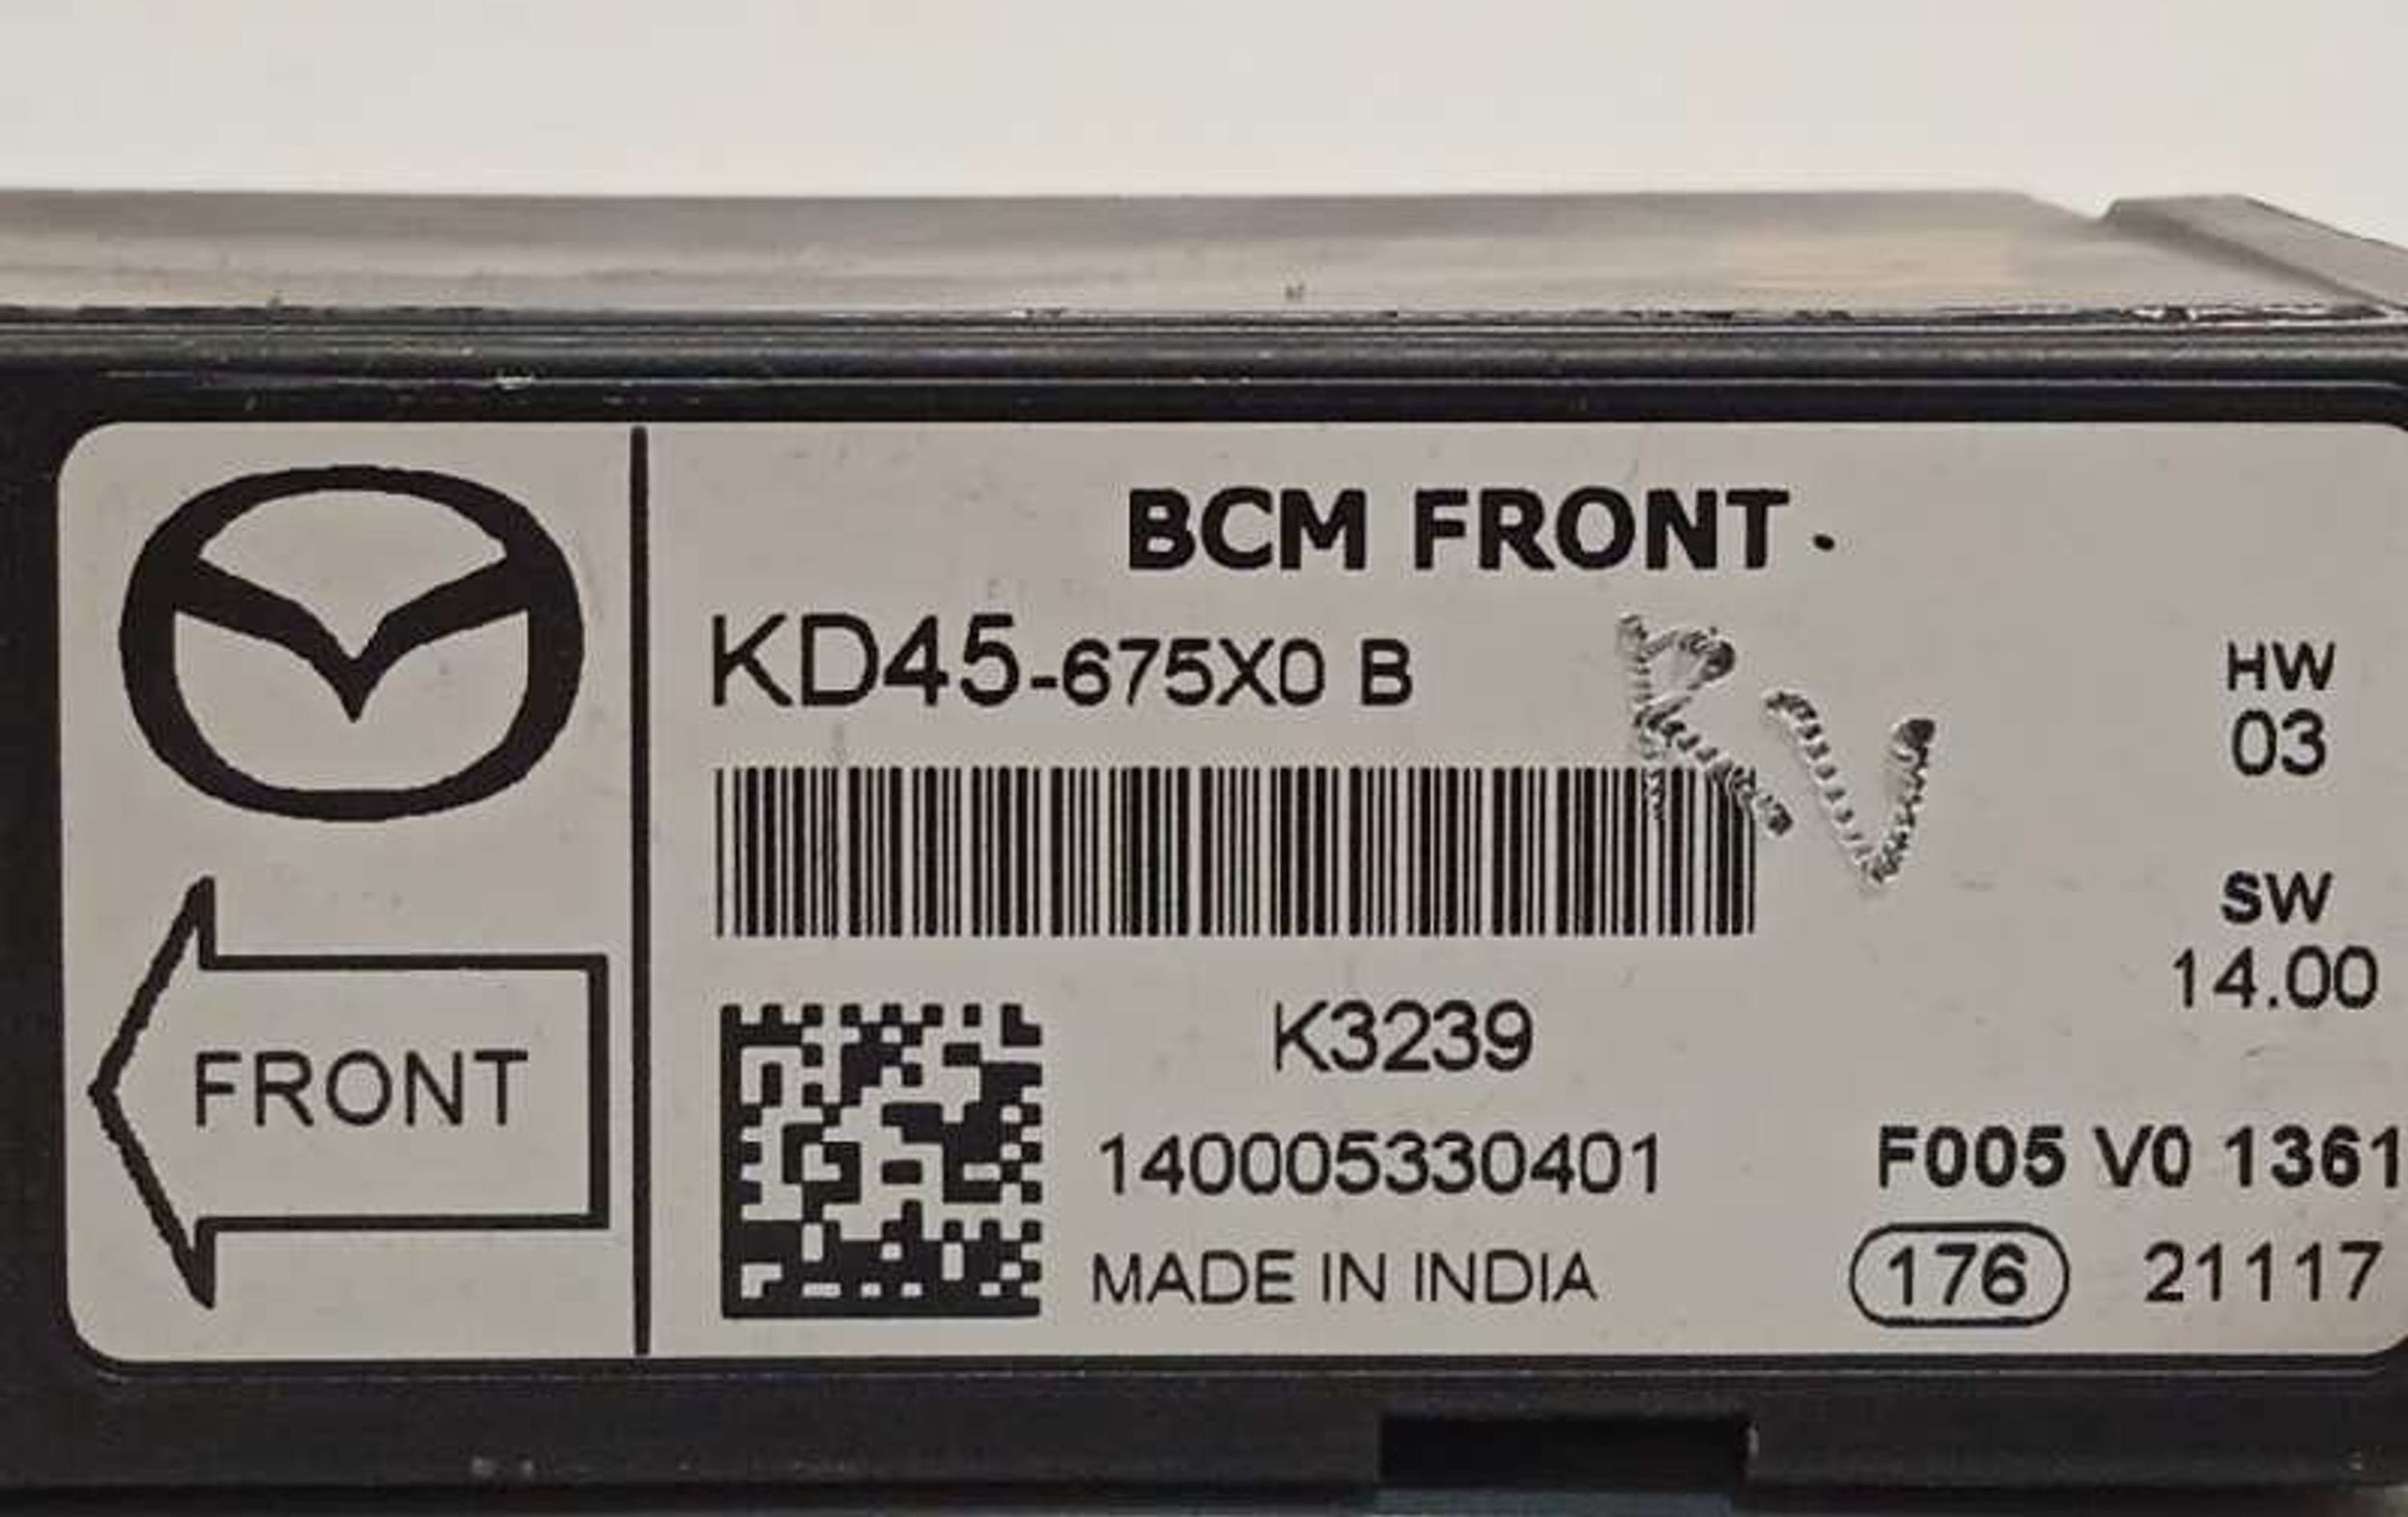 BCM FRONT
KD45-675X0 B
RV
HW
03
SW
14.00
FRONT
K3239
140005330401
MADE IN INDIA
F005 V0 1361
176 21117